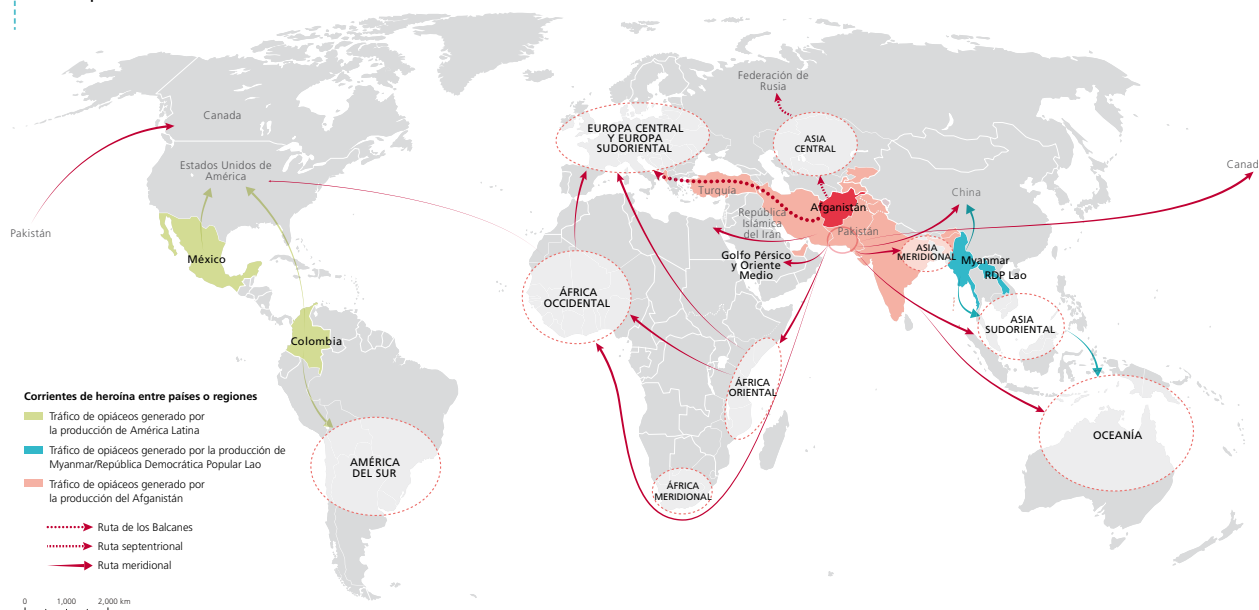 Federación de
Rusia
Canada
EUROPA CENTRAL
Y EUROPA
SUDORIENTAL
ASIA
CENTRAL
Estados Unidos de
América
Canad
Turquía
China
Afganistán
República
Islámica
del Irán
Pakistán
Pakistán
México
Golfo Pérsico
y Oriente
Medio
ASIA
MERIDIONAL
Myanmar
RDP Lao
ÁFRICA
OCCIDENTAL
ASIA
SUDORIENTAL
Colombia
ÁFRICA
ORIENTAL
OCEANÍA
AMÉRICA
DEL SUR
ÁFRICA
MERIDIONAL
Corrientes de heroína entre países o regiones
Tráfico de opiáceos generado por
la producción de América Latina
Tráfico de opiáceos generado por la producción de
Myanmar/República Democrática Popular Lao
Tráfico de opiáceos generado por
la producción del Afganistán
Ruta de los Balcanes
Ruta septentrional
Ruta meridional
0 1,000 2,000 km